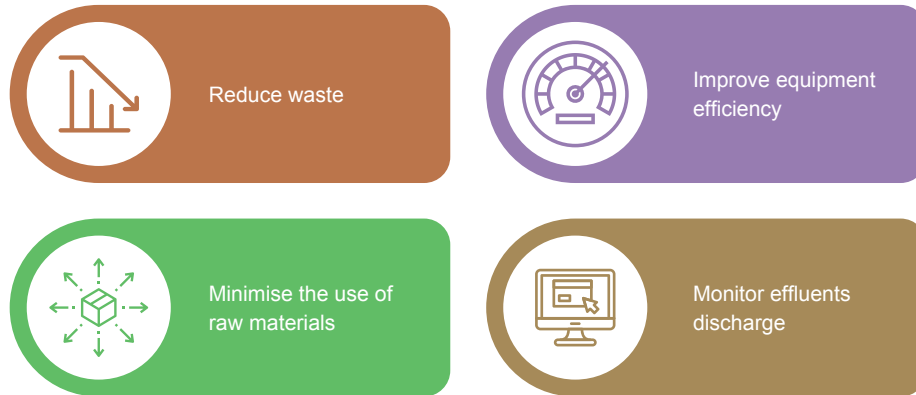 Reduce waste
Improve equipment
efficiency
Minimise the use of
raw materials
Monitor effluents
discharge